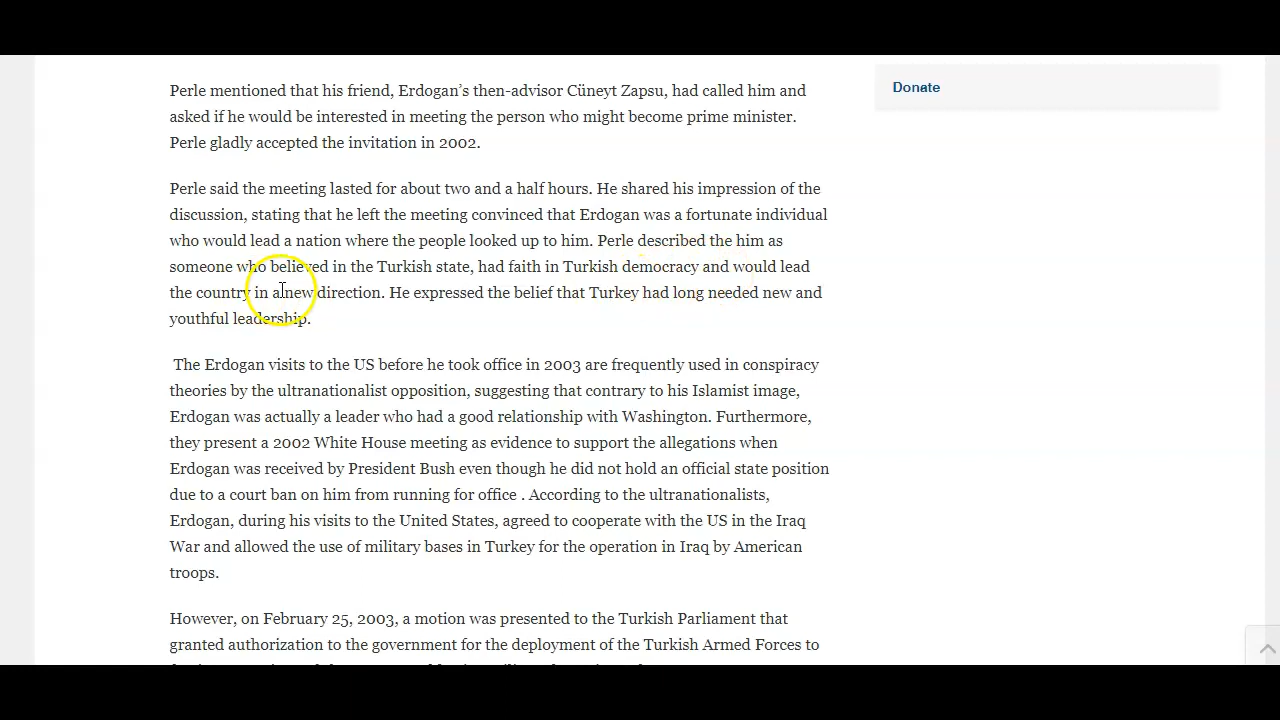 Donate
Perle mentioned that his friend, Erdogan’s then-advisor Cüneyt Zapsu, had called him and
asked if he would be interested in meeting the person who might become prime minister.
Perle gladly accepted the invitation in 2002.
Perle said the meeting lasted for about two and a half hours. He shared his impression of the
discussion, stating that he left the meeting convinced that Erdogan was a fortunate individual
who would lead a nation where the people looked up to him. Perle described the him as
someone who believed in the Turkish state, had faith in Turkish democracy and would lead
the country in a new direction. He expressed the belief that Turkey had long needed new and
youthful leadership.
The Erdogan visits to the US before he took office in 2003 are frequently used in conspiracy
theories by the ultranationalist opposition, suggesting that contrary to his Islamist image,
Erdogan was actually a leader who had a good relationship with Washington. Furthermore,
they present a 2002 White House meeting as evidence to support the allegations when
Erdogan was received by President Bush even though he did not hold an official state position
due to a court ban on him from running for office . According to the ultranationalists,
Erdogan, during his visits to the United States, agreed to cooperate with the US in the Iraq
War and allowed the use of military bases in Turkey for the operation in Iraq by American
troops.
However, on February 25, 2003, a motion was presented to the Turkish Parliament that
granted authorization to the government for the deployment of the Turkish Armed Forces to